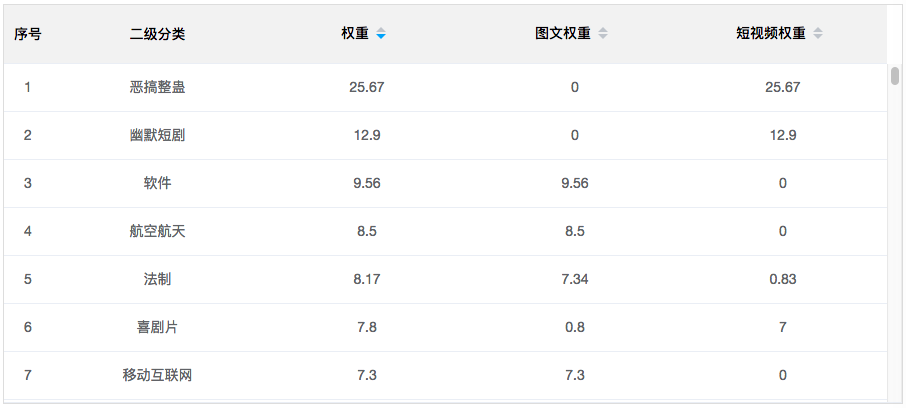 序号 二级分类 权重 图文权重 短视频权重
1 恶搞整蛊 25.67 0 25.67
2 幽默短剧 12.9 0 12.9
3 软件 9.56 9.56 0
4 航空航天 8.5 8.5 0
5 法制 8.17 7.34 0.83
6 喜剧片 7.8 0.8 7
7 移动互联网 7.3 7.3 0